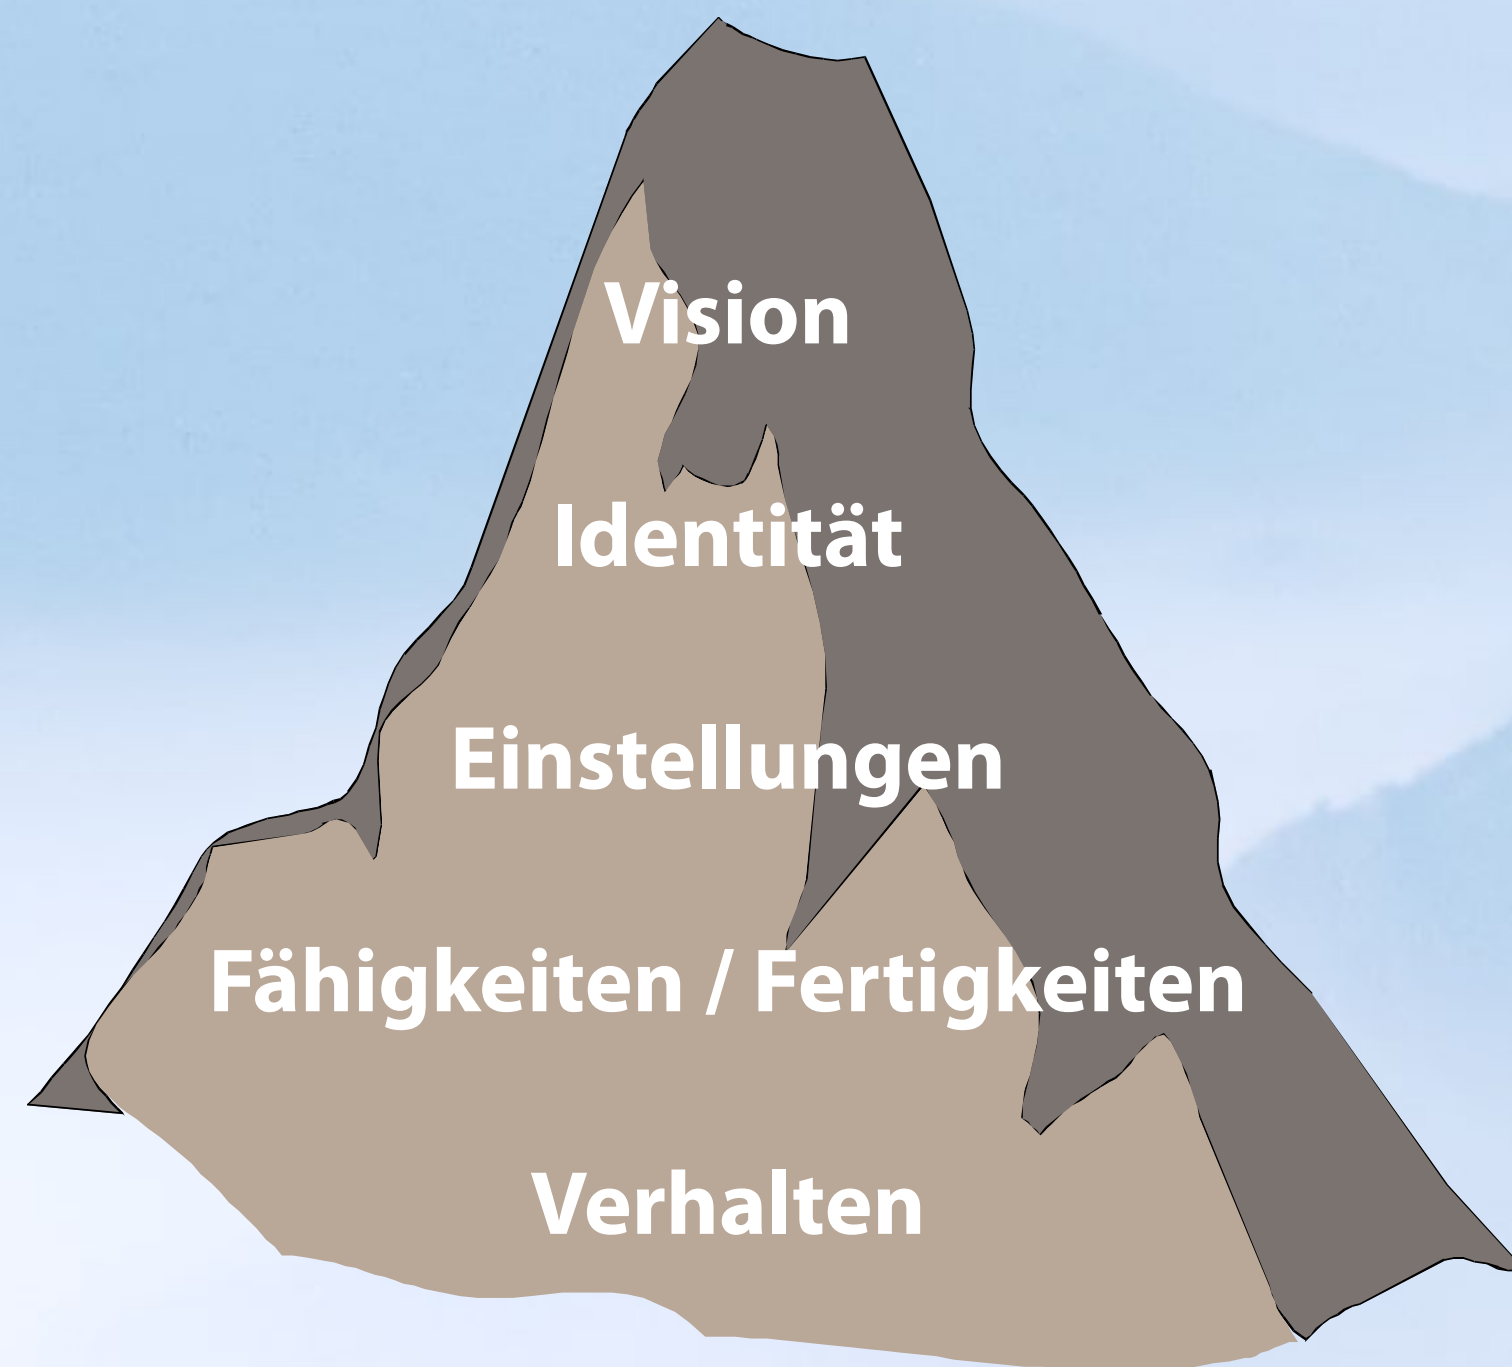 Vision
Identität
Einstellungen
Fähigkeiten / Fertigkeiten
Verhalten